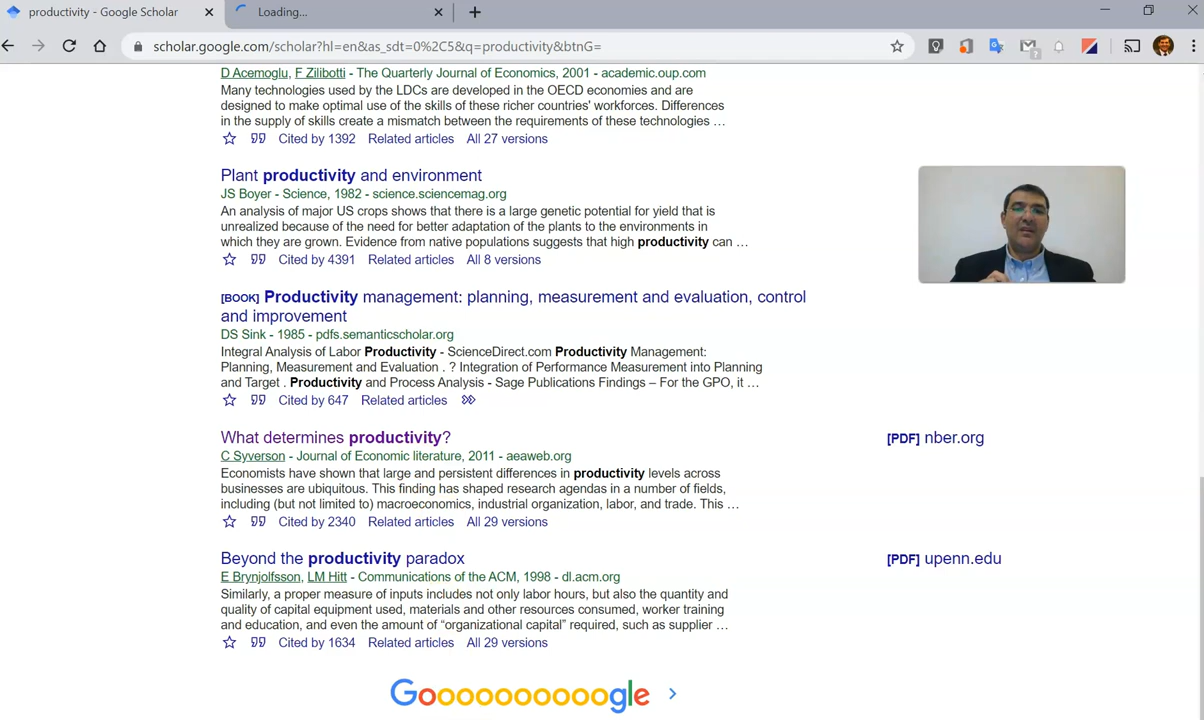 productivity - Google Scholar
Loading...
scholar.google.com/scholar?hl=en&as_sdt=0%2C5&q=productivity&btnG=
D Acemoglu, F Zilibotti - The Quarterly Journal of Economics, 2001 - academic.oup.com
Many technologies used by the LDCs are developed in the OECD economies and are
designed to make optimal use of the skills of these richer countries' workforces. Differences
in the supply of skills create a mismatch between the requirements of these technologies …
Cited by 1392 Related articles All 27 versions
Plant productivity and environment
JS Boyer - Science, 1982 - science.sciencemag.org
An analysis of major US crops shows that there is a large genetic potential for yield that is
unrealized because of the need for better adaptation of the plants to the environments in
which they are grown. Evidence from native populations suggests that high productivity can …
Cited by 4391 Related articles All 8 versions
[BOOK] Productivity management: planning, measurement and evaluation, control
and improvement
DS Sink - 1985 - pdfs.semanticscholar.org
Integral Analysis of Labor Productivity - ScienceDirect.com Productivity Management:
Planning, Measurement and Evaluation . ? Integration of Performance Measurement into Planning
and Target . Productivity and Process Analysis - Sage Publications Findings – For the GPO, it …
Cited by 647 Related articles
What determines productivity?
[PDF] nber.org
C Syverson - Journal of Economic literature, 2011 - aeaweb.org
Economists have shown that large and persistent differences in productivity levels across
businesses are ubiquitous. This finding has shaped research agendas in a number of fields,
including (but not limited to) macroeconomics, industrial organization, labor, and trade. This …
Cited by 2340 Related articles All 29 versions
Beyond the productivity paradox
[PDF] upenn.edu
E Brynjolfsson, LM Hitt - Communications of the ACM, 1998 - dl.acm.org
Similarly, a proper measure of inputs includes not only labor hours, but also the quantity and
quality of capital equipment used, materials and other resources consumed, worker training
and education, and even the amount of “organizational capital” required, such as supplier …
Cited by 1634 Related articles All 29 versions
Goooooooooogle